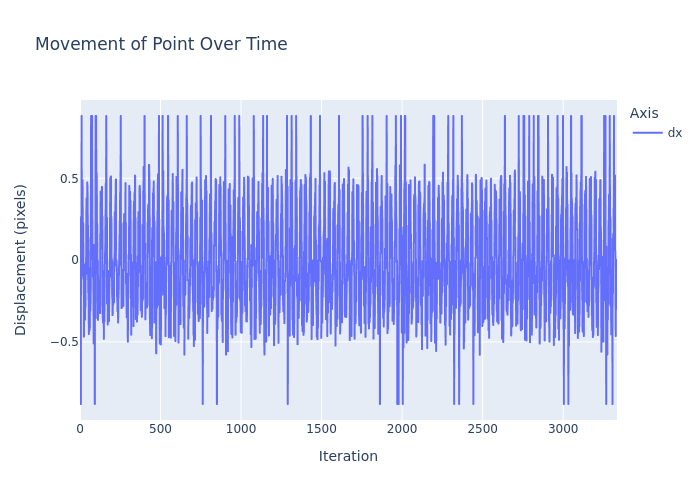 Movement of Point Over Time
Axis
dx
Displacement (pixels)
0.5
0
−0.5
0
500
1000
1500
2000
2500
3000
Iteration